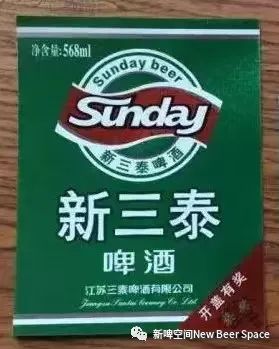 净含量:568ml
Sunday beer
Sunday
新三泰啤酒
新三泰
啤酒
开盖有奖
江苏三泰啤酒有限公司
Jiangsu Santai Brewery Co. Ltd
新啤空间New Beer Space